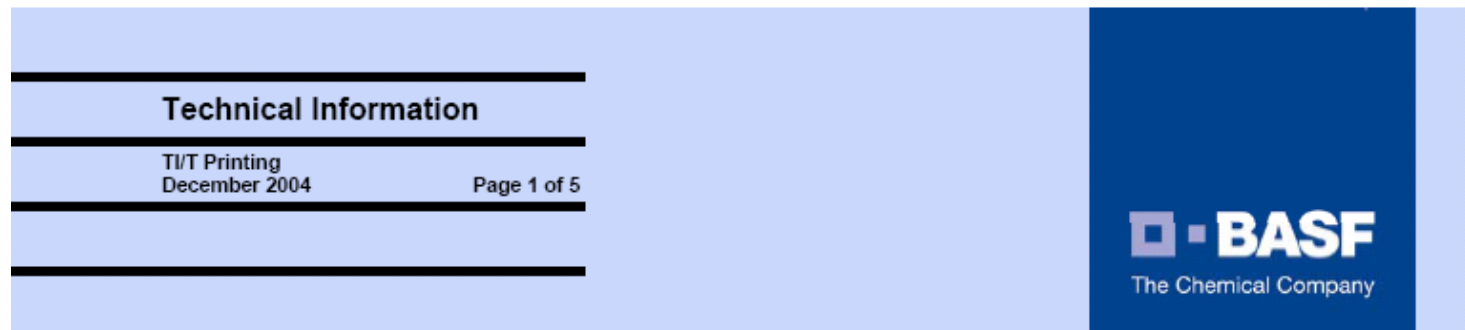 Technical Information
TI/T Printing
December 2004 Page 1 of 5
BASF
The Chemical Company